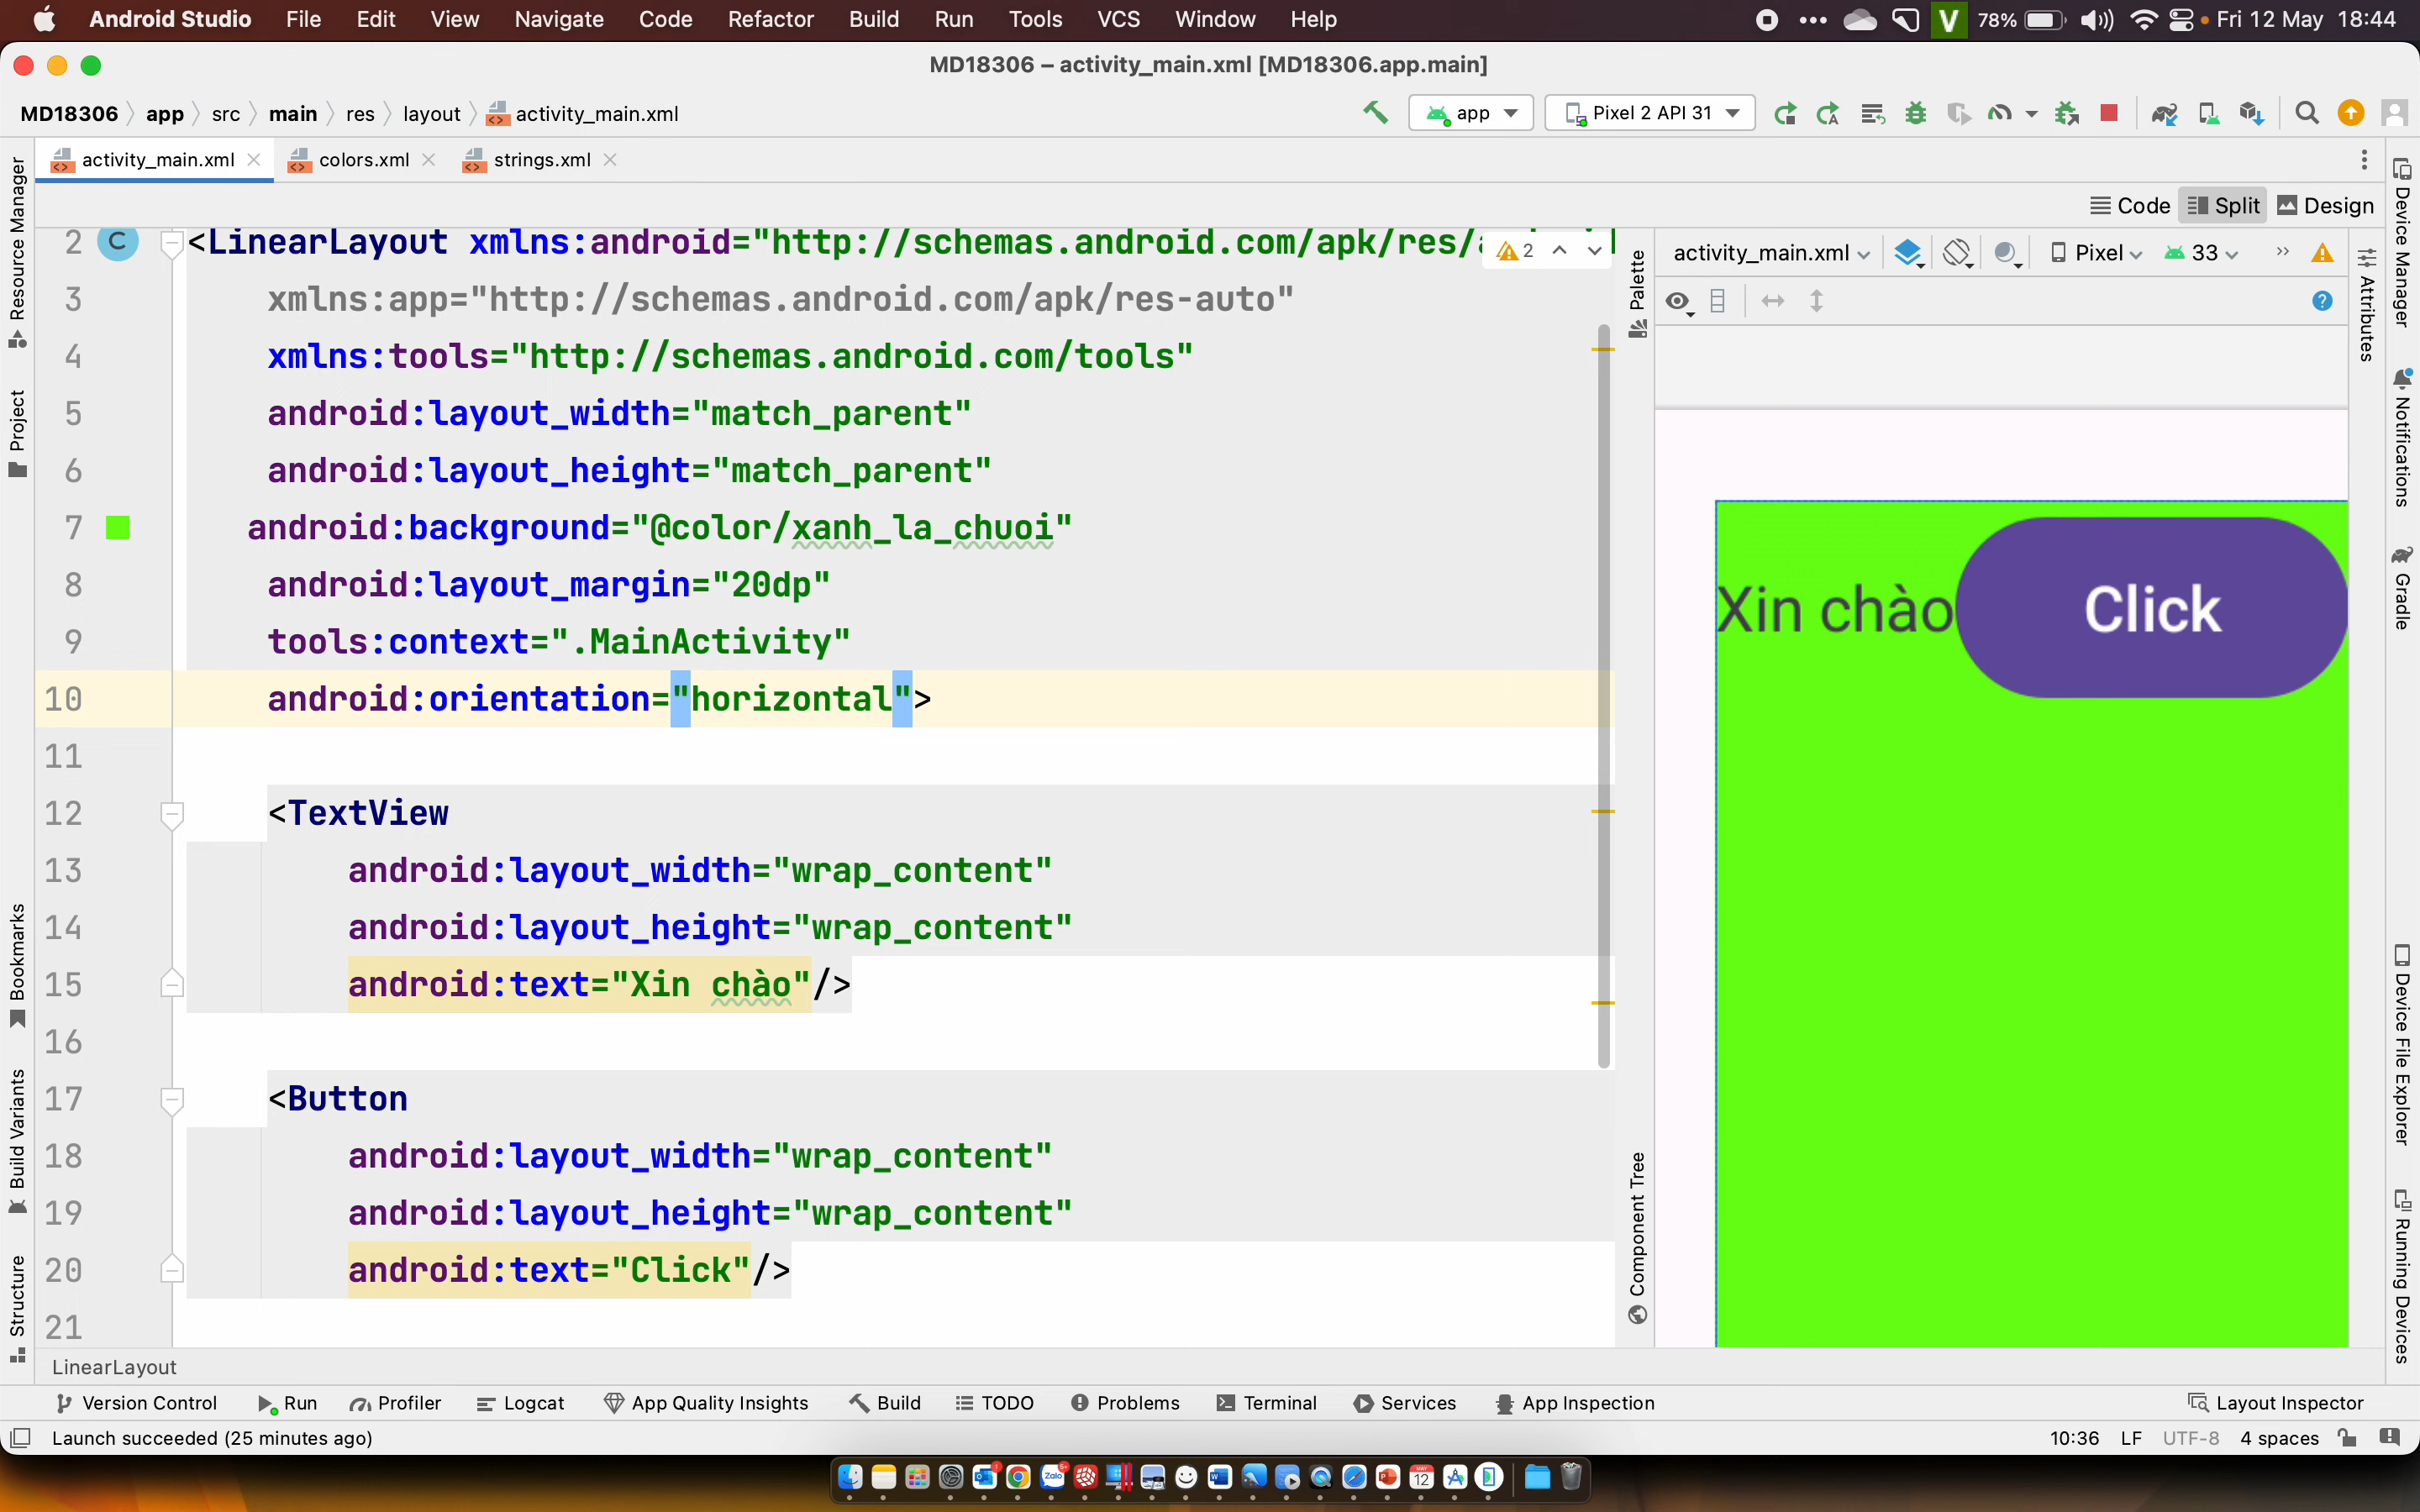 Android Studio File Edit View Navigate Code Refactor Build Run Tools VCS Window Help V 78% Fri 12 May 18:44
MD18306 – activity_main.xml [MD18306.app.main]
MD18306 app src main res layout activity_main.xml app Pixel 2 API 31
activity_main.xml colors.xml strings.xml
Code Split Design
activity_main.xml Pixel 33
2 C <LinearLayout xmlns:android="http://schemas.android.com/apk/res/
2
3 xmlns:app="http://schemas.android.com/apk/res-auto"
4 xmlns:tools="http://schemas.android.com/tools"
5 android:layout_width="match_parent"
6 android:layout_height="match_parent"
7 android:background="@color/xanh_la_chuoi"
8 android:layout_margin="20dp"
9 tools:context=".MainActivity"
10 android:orientation="horizontal">
11
12 <TextView
13 android:layout_width="wrap_content"
14 android:layout_height="wrap_content"
15 android:text="Xin chào"/>
16
17 <Button
18 android:layout_width="wrap_content"
19 android:layout_height="wrap_content"
20 android:text="Click"/>
21
Xin chào Click
Resource Manager
Project
Bookmarks
Build Variants
Structure
Palette
Component Tree
Attributes
Device Manager
Notifications
Gradle
Device File Explorer
Running Devices
LinearLayout
Version Control Run Profiler Logcat App Quality Insights Build TODO Problems Terminal Services App Inspection Layout Inspector
Launch succeeded (25 minutes ago) 10:36 LF UTF-8 4 spaces
Zalo
12